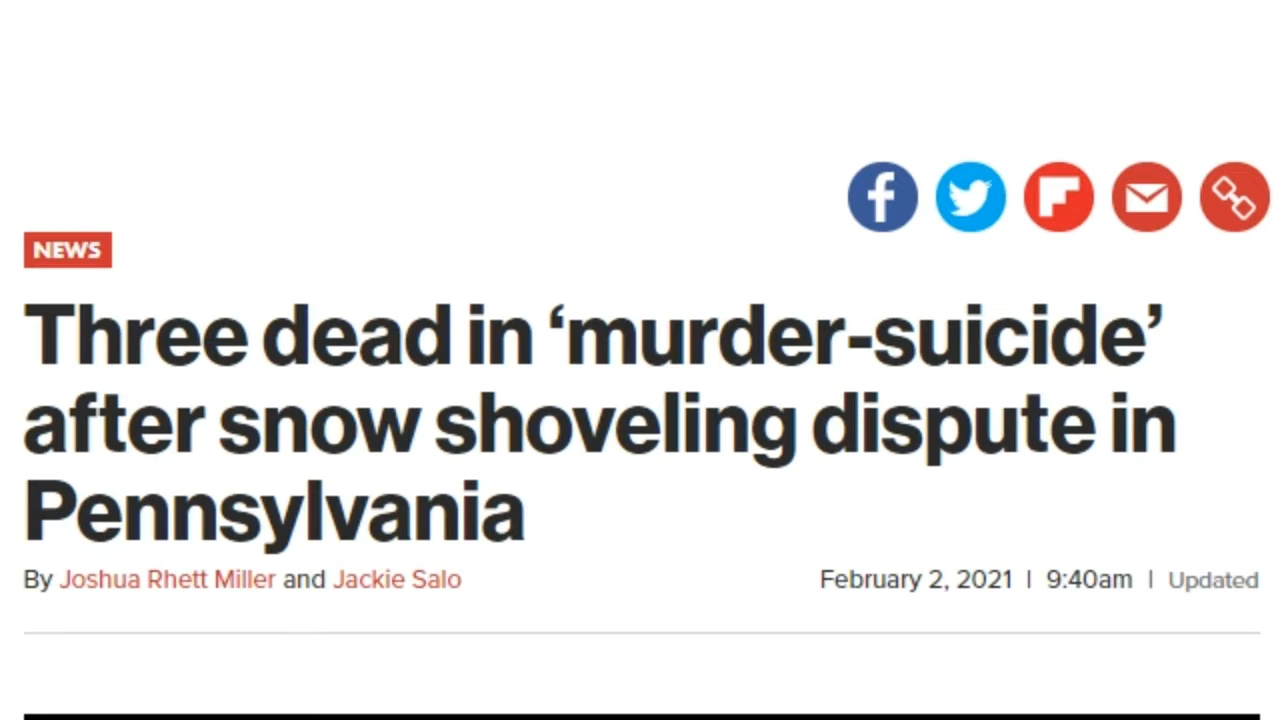 NEWS
Three dead in ‘murder-suicide’
after snow shoveling dispute in
Pennsylvania
By Joshua Rhett Miller and Jackie Salo
February 2, 2021 | 9:40am | Updated